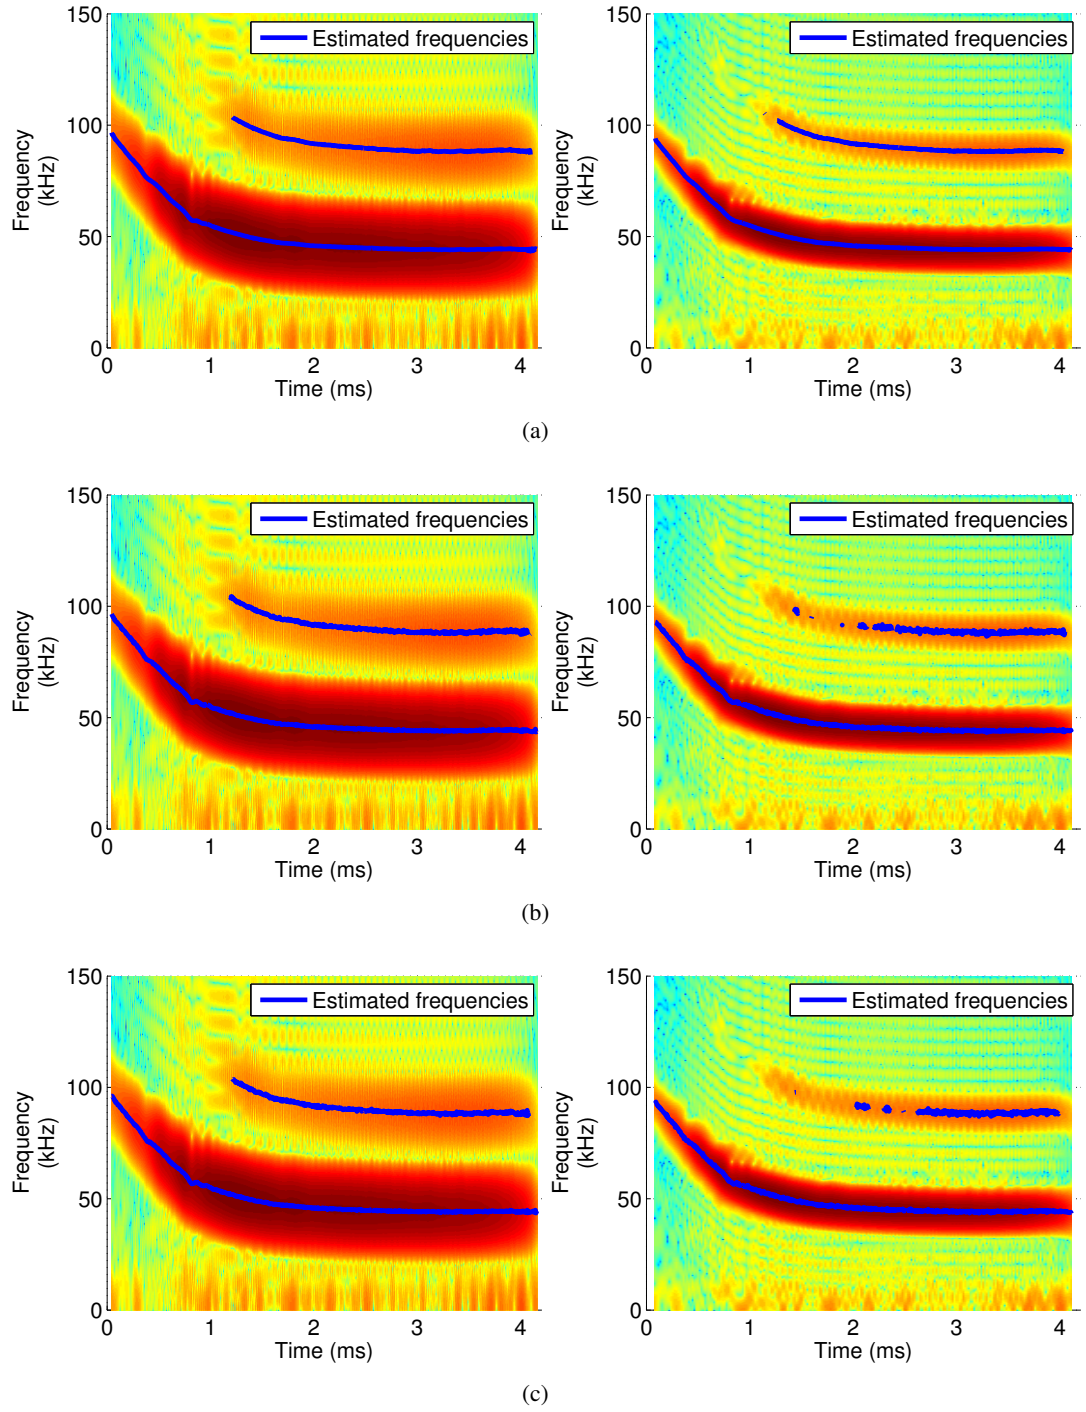 150
100
50
0
Frequency
(kHz)
Estimated frequencies
0 1 2 3 4
Time (ms)
150
100
50
0
Frequency
(kHz)
Estimated frequencies
0 1 2 3 4
Time (ms)
(a)
150
100
50
0
Frequency
(kHz)
Estimated frequencies
0 1 2 3 4
Time (ms)
150
100
50
0
Frequency
(kHz)
Estimated frequencies
0 1 2 3 4
Time (ms)
(b)
150
100
50
0
Frequency
(kHz)
Estimated frequencies
0 1 2 3 4
Time (ms)
150
100
50
0
Frequency
(kHz)
Estimated frequencies
0 1 2 3 4
Time (ms)
(c)